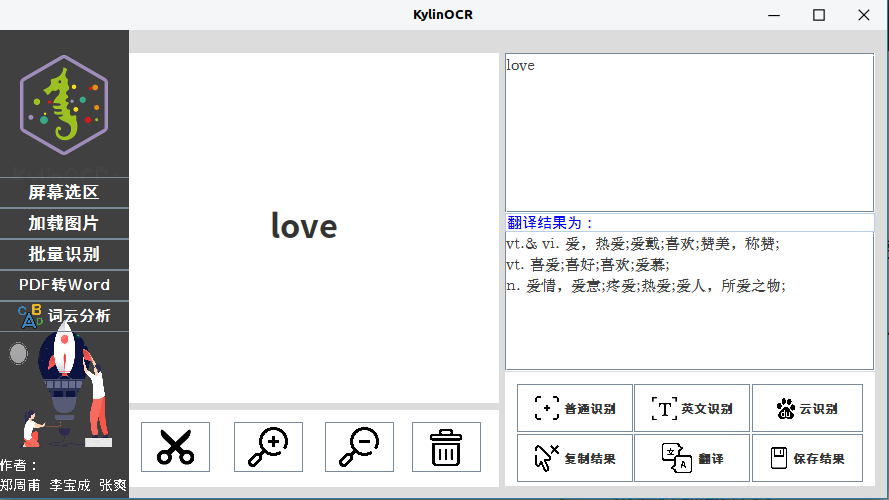 KylinOCR
屏幕选区
加载图片
批量识别
PDF转Word
词云分析
作者：
郑周甫 李宝成 张爽
love
love
翻译结果为：
vt.& vi. 爱，热爱;爱戴;喜欢;赞美，称赞;
vt. 喜爱;喜好;喜欢;爱慕;
n. 爱情，爱意;疼爱;热爱;爱人，所爱之物;
普通识别
英文识别
云识别
复制结果
翻译
保存结果